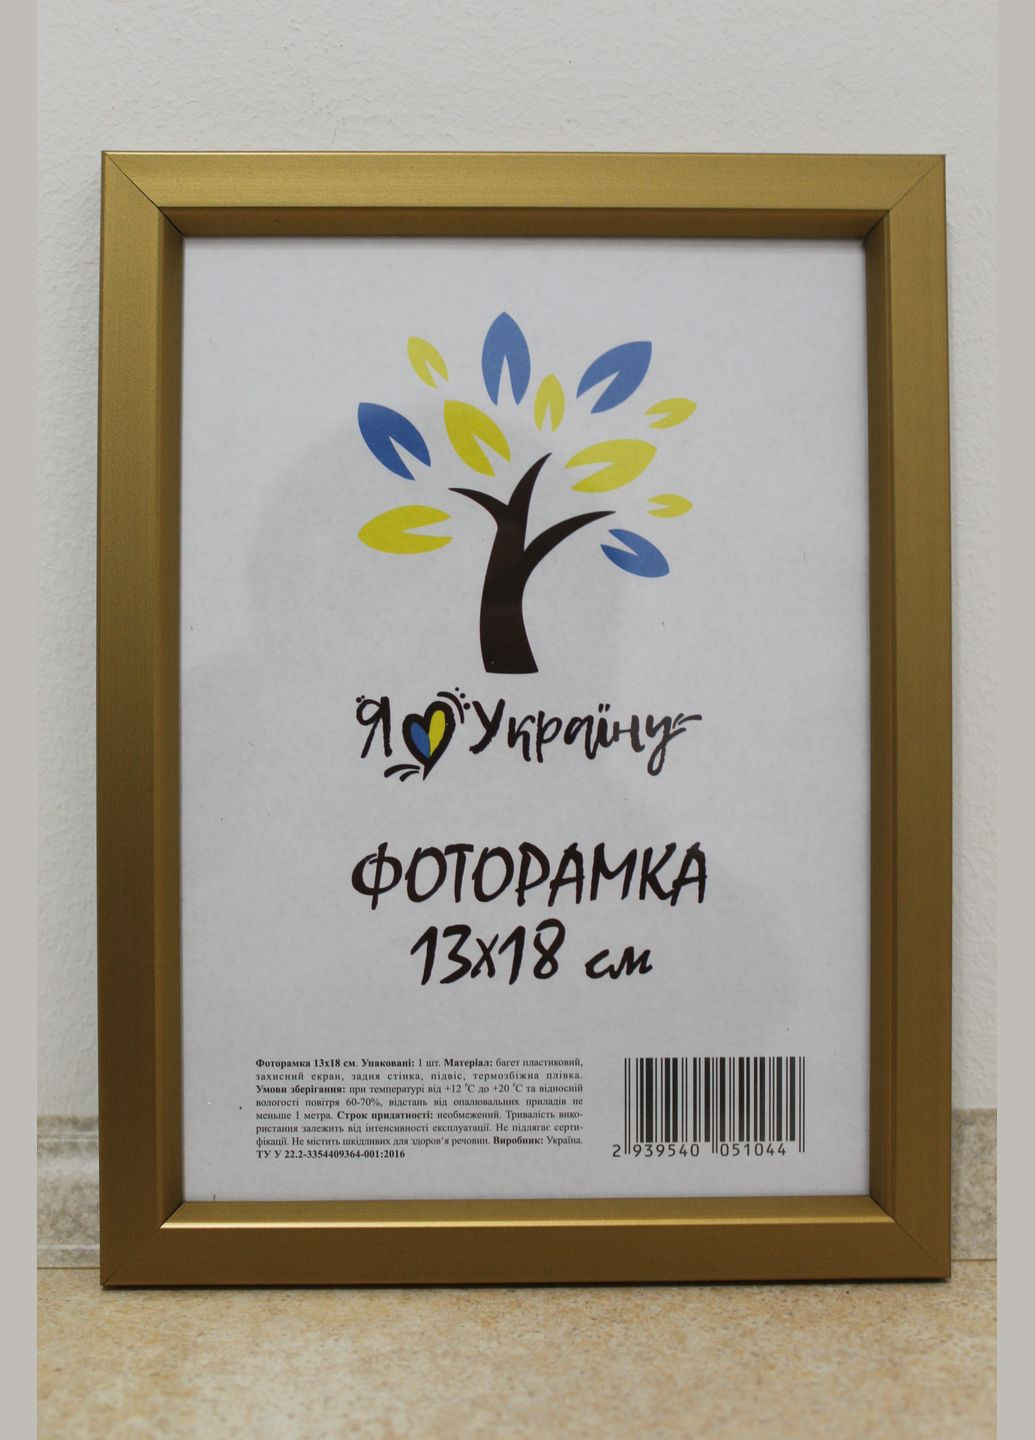 Я Україну
ФОТОРАМКА
13х18 см
Фоторамка 13х18 см. Упаковані: 1 шт. Матеріал: багет пластиковий,
захисний екран, задня стінка, підвіс, термозбіжна плівка.
Умови зберігання: при температурі від +12 °С до +20 °С та відносній
вологості повітря 60-70%, відстань від опалювальних приладів не
меньше 1 метра. Строк придатності: необмежений. Тривалість вико-
ристання залежить від інтенсивності експлуатації. Не підлягає серти-
фікації. Не містить шкідливих для здоров'я речовин. Виробник: Україна.
ТУ У 22.2-3354409364-001:2016
2 939540 051044